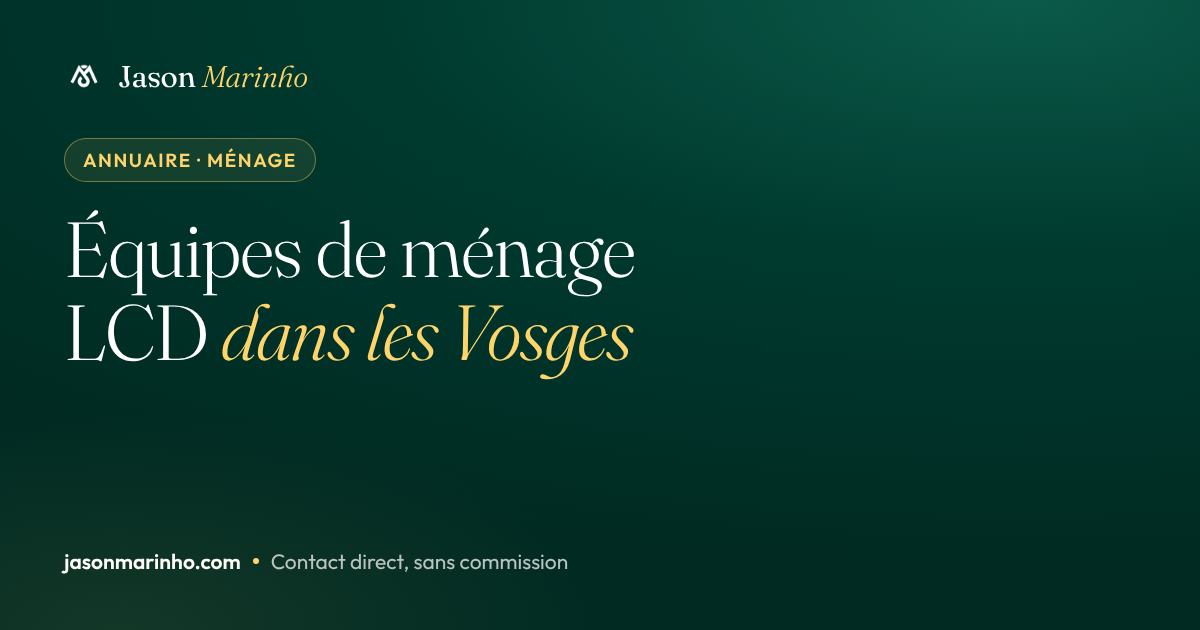 Jason Marinho
ANNUAIRE · MÉNAGE
Équipes de ménage
LCD dans les Vosges
jasonmarinho.com • Contact direct, sans commission